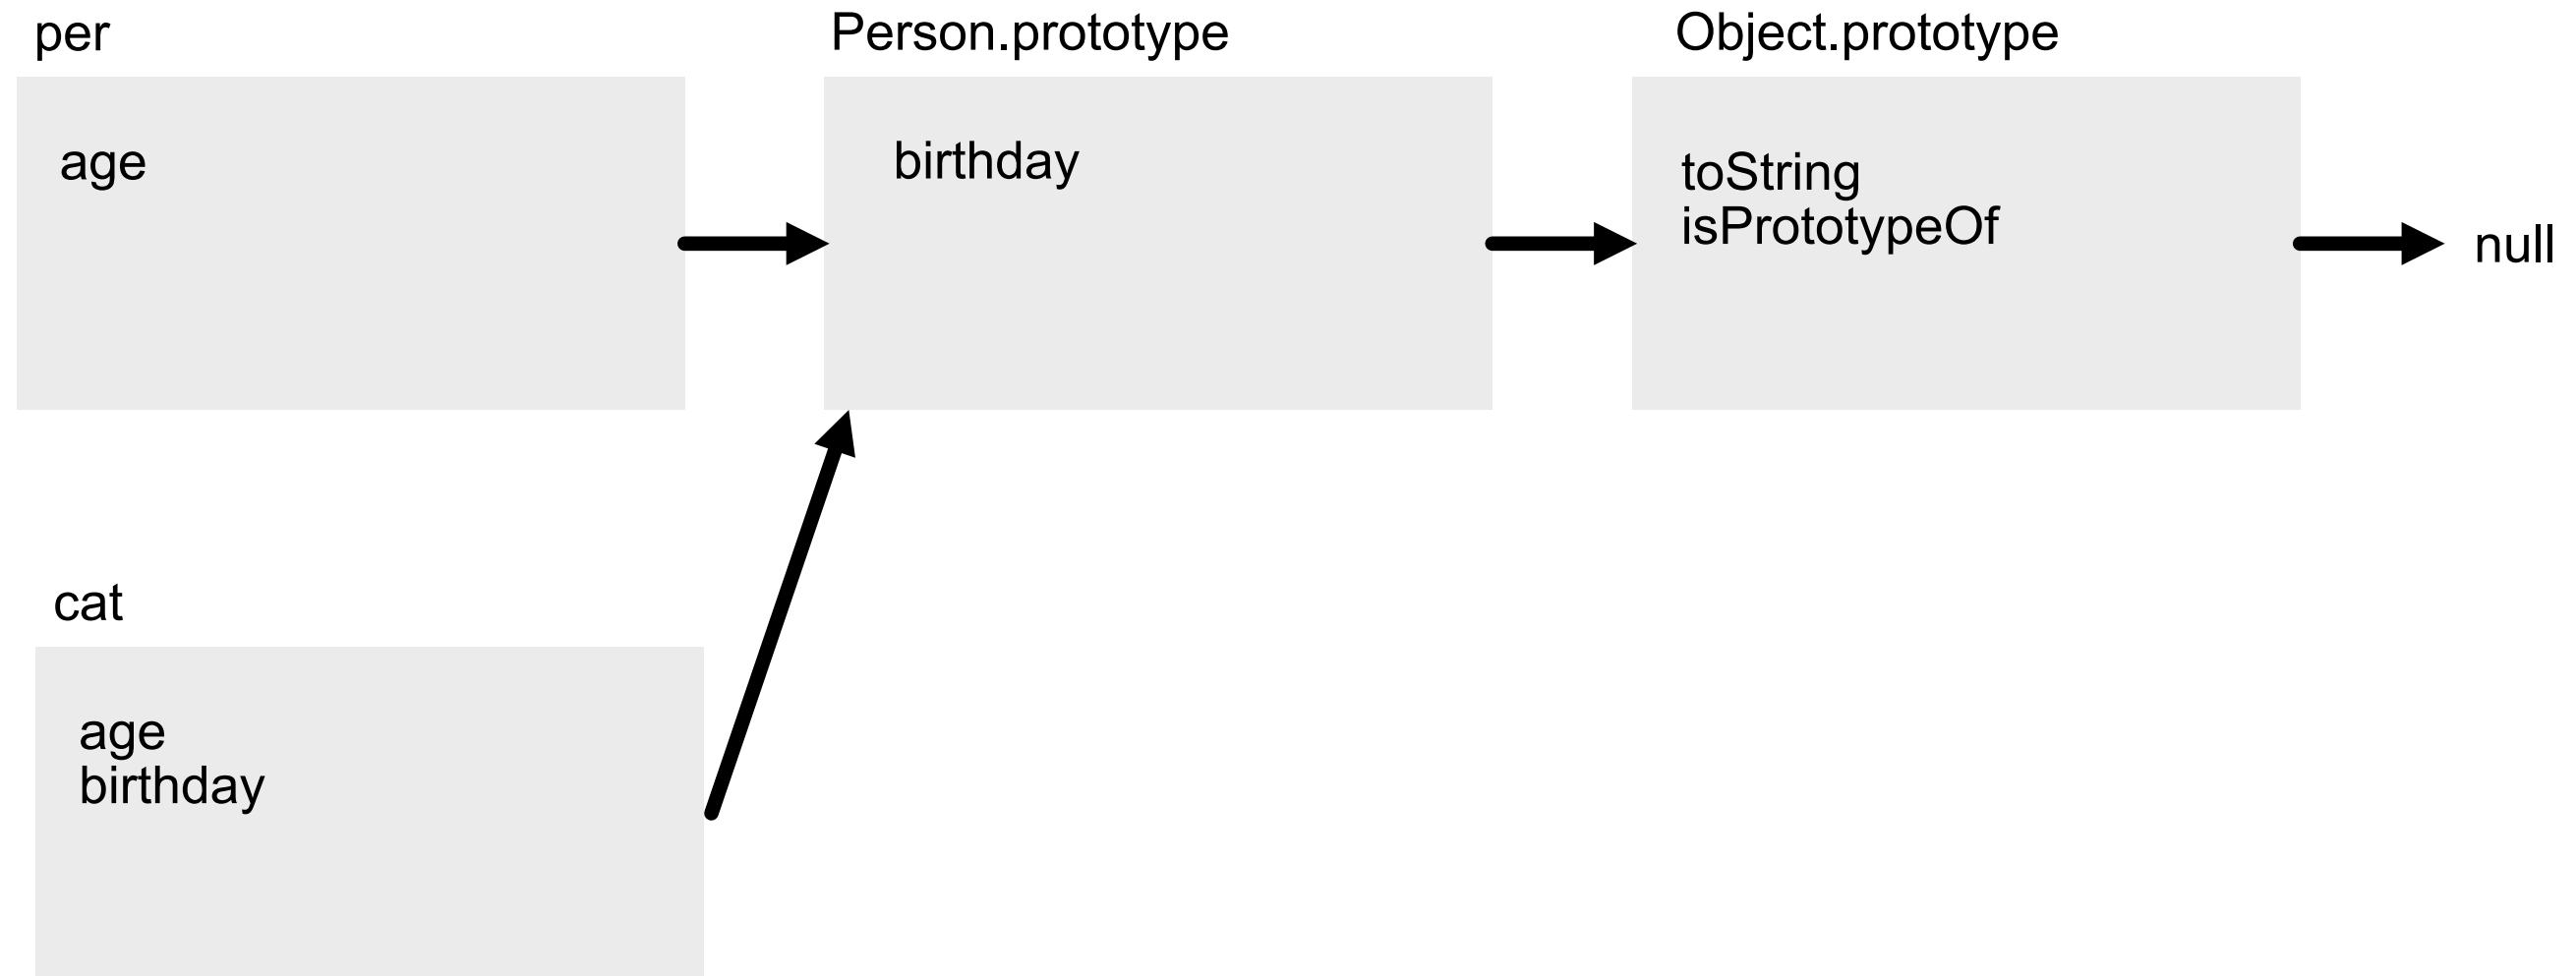 per
age
Person.prototype
birthday
Object.prototype
toString
isPrototypeOf
null
cat
age
birthday